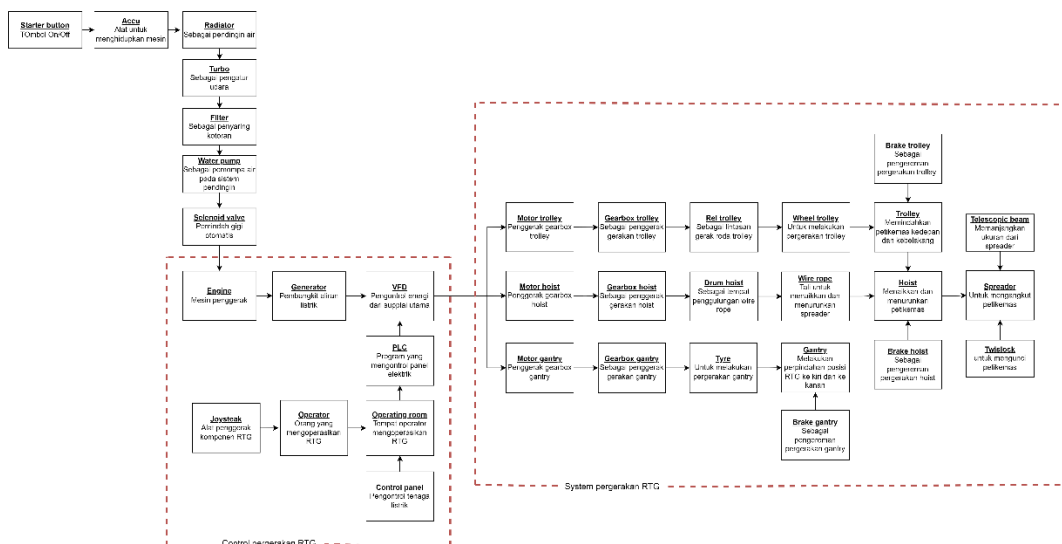 Starter button
TOmbol On/Off
Accu
Alat untuk
menghidupkan mesin
Radiator
Sebagai pendingin air
Turbo
Sebagai pengatur
udara
Filter
Sebagai penyaring
kotoran
Water pump
Sebagai pemompa air
pada sistem
pendingin
Selenoid valve
Pemindah gigi
otomatis
Engine
Mesin penggerak
Generator
Pembangkit aliran
listrik
VFD
Pengontrol energi
dari supplai utama
PLC
Program yang
mengontrol panel
elektrik
Joysteak
Alat penggerak
komponen RTG
Operator
Orang yang
mengoperasikan
RTG
Operating room
Tempat operator
mengoperasikan
RTG
Control panel
Pengontrol tenaga
listrik
Control pergerakan RTG
Brake trolley
Sebagai
pengereman
pergerakan trolley
Motor trolley
Penggerak gearbox
trolley
Gearbox trolley
Sebagai penggerak
gerakan trolley
Rel trolley
Sebagai lintasan
gerak roda trolley
Wheel trolley
Untuk melakukan
pergerakan trolley
Trolley
Memindahkan
petikemas kedepan
dan kebelakang
Telescopic beam
Memanjangkan
ukuran dari
spreader
Motor hoist
Penggerak gearbox
hoist
Gearbox hoist
Sebagai penggerak
gerakan hoist
Drum hoist
Sebagai tempat
penggulungan wire
rope
Wire rope
Tali untuk
menaikkan dan
menurunkan
spreader
Hoist
Menaikkan dan
menurunkan
petikemas
Spreader
Untuk mengangkut
petikemas
Motor gantry
Penggerak gearbox
gantry
Gearbox gantry
Sebagai penggerak
gerakan gantry
Tyre
Untuk melakukan
pergerakan gantry
Gantry
Melakukan
perpindahan posisi
RTG ke kiri dan ke
kanan
Brake hoist
Sebagai
pengereman
pergerakan hoist
Twislock
untuk mengunci
petikemas
Brake gantry
Sebagai
pengereman
pergerakan gantry
System pergerakan RTG